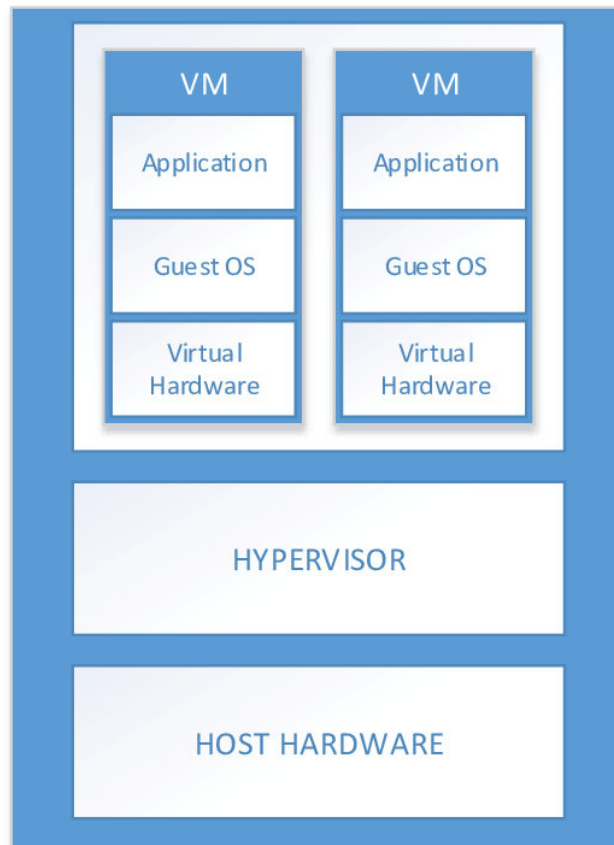 VM
Application
Guest OS
Virtual
Hardware
VM
Application
Guest OS
Virtual
Hardware
HYPERVISOR
HOST HARDWARE